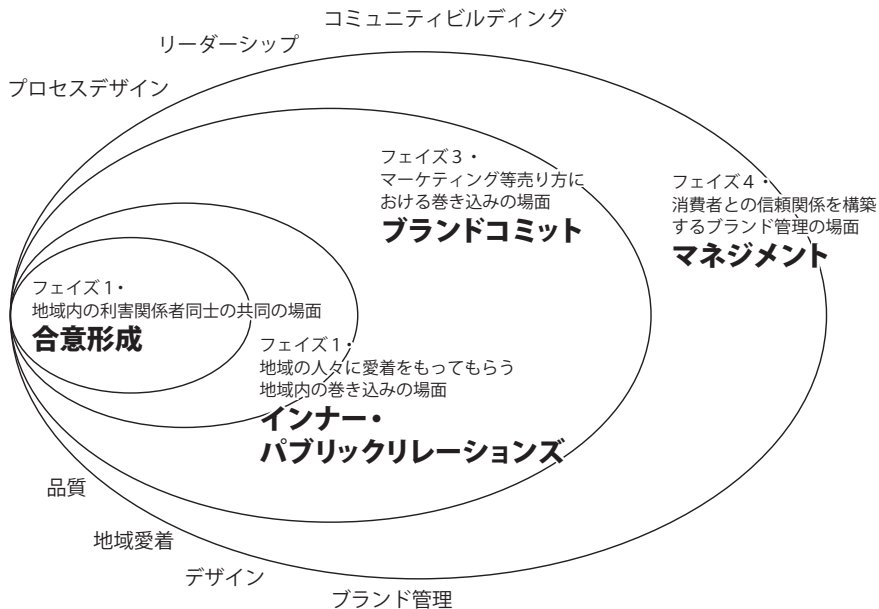 コミュニティビルディング
リーダーシップ
プロセスデザイン
フェイズ3・
マーケティング等売り方に
おける巻き込みの場面
ブランドコミット
フェイズ4・
消費者との信頼関係を構築
するブランド管理の場面
マネジメント
フェイズ1・
地域内の利害関係者同士の共同の場面
合意形成
フェイズ1・
地域の人々に愛着をもってもらう
地域内の巻き込みの場面
インナー・
パブリックリレーションズ
品質
地域愛着
デザイン
ブランド管理